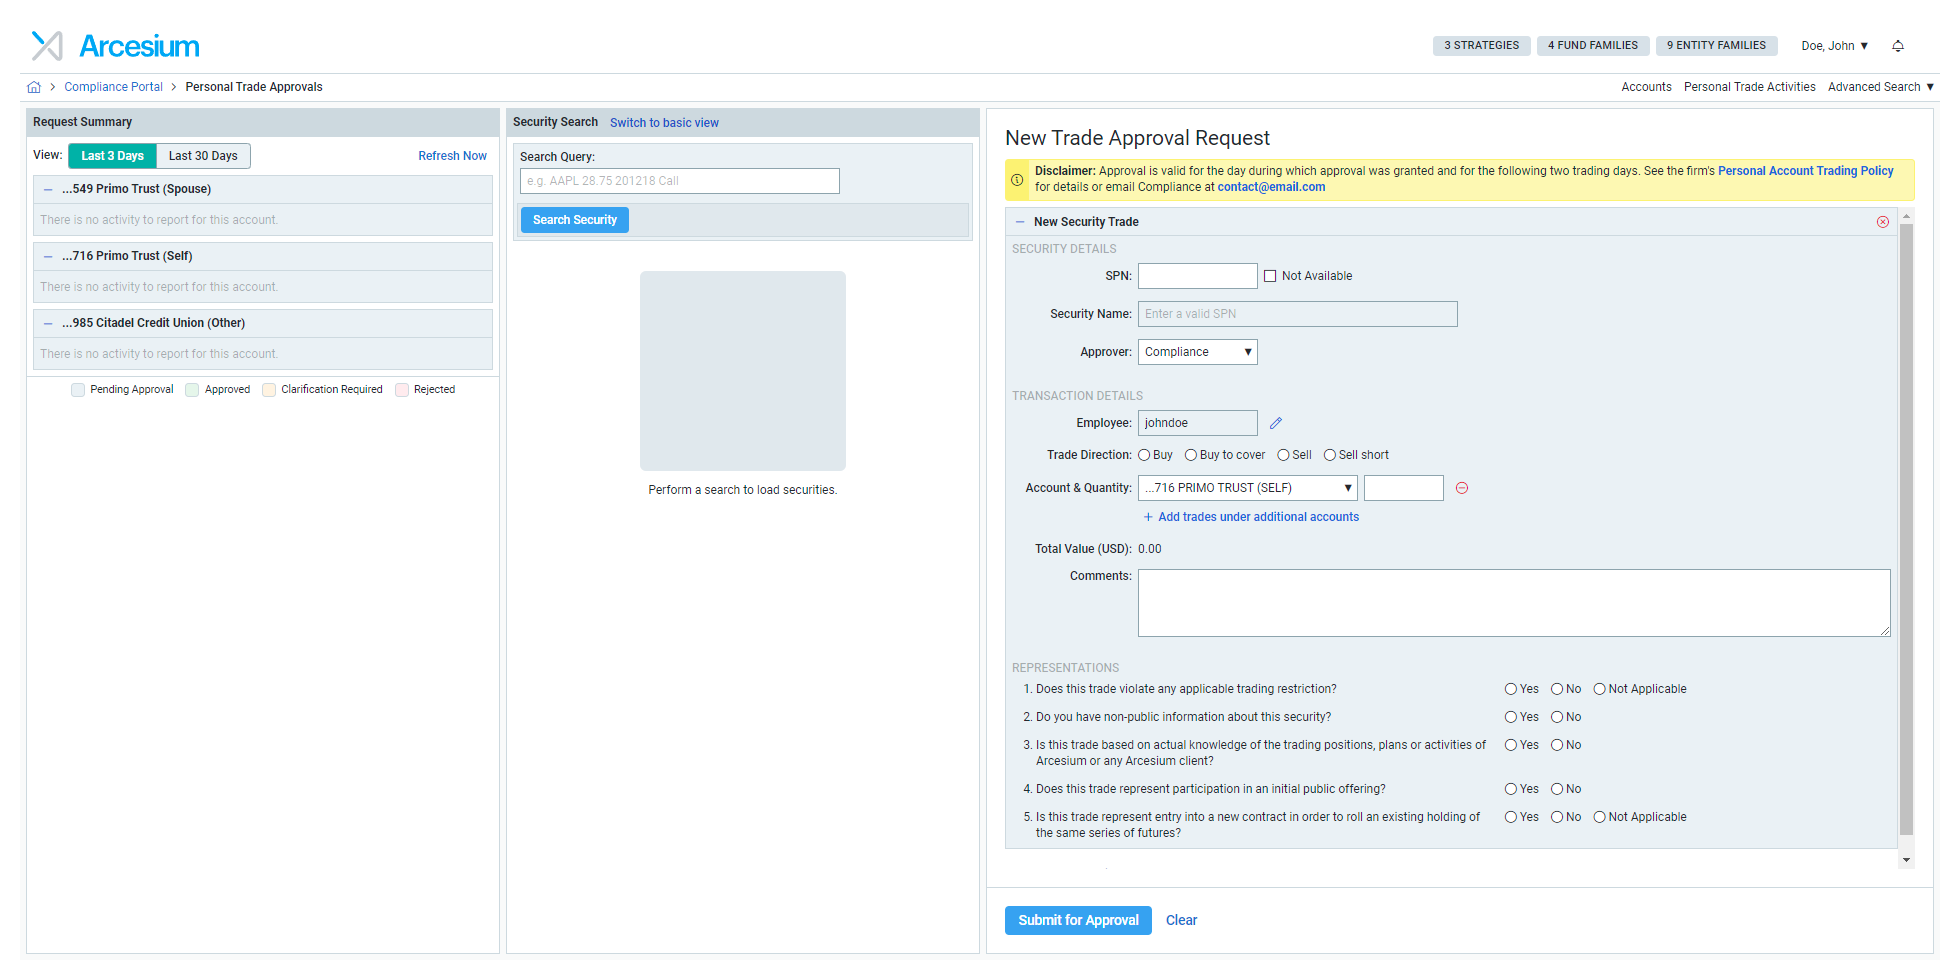 Arcesium
3 STRATEGIES 4 FUND FAMILIES 9 ENTITY FAMILIES Doe, John ▼
Compliance Portal > Personal Trade Approvals
Accounts Personal Trade Activities Advanced Search ▼
Request Summary
View: Last 3 Days Last 30 Days Refresh Now
...549 Primo Trust (Spouse)
There is no activity to report for this account.
...716 Primo Trust (Self)
There is no activity to report for this account.
...985 Citadel Credit Union (Other)
There is no activity to report for this account.
Pending Approval Approved Clarification Required Rejected
Security Search Switch to basic view
Search Query:
e.g. AAPL 28.75 201218 Call
Search Security
Perform a search to load securities.
New Trade Approval Request
Disclaimer: Approval is valid for the day during which approval was granted and for the following two trading days. See the firm's Personal Account Trading Policy
for details or email Compliance at contact@email.com
New Security Trade
SECURITY DETAILS
SPN: Not Available
Security Name: Enter a valid SPN
Approver: Compliance ▼
TRANSACTION DETAILS
Employee: johndoe
Trade Direction: Buy Buy to cover Sell Sell short
Account & Quantity: ...716 PRIMO TRUST (SELF) ▼
+ Add trades under additional accounts
Total Value (USD): 0.00
Comments:
REPRESENTATIONS
1. Does this trade violate any applicable trading restriction? Yes No Not Applicable
2. Do you have non-public information about this security? Yes No
3. Is this trade based on actual knowledge of the trading positions, plans or activities of Yes No
Arcesium or any Arcesium client?
4. Does this trade represent participation in an initial public offering? Yes No
5. Is this trade represent entry into a new contract in order to roll an existing holding of Yes No Not Applicable
the same series of futures?
Submit for Approval Clear